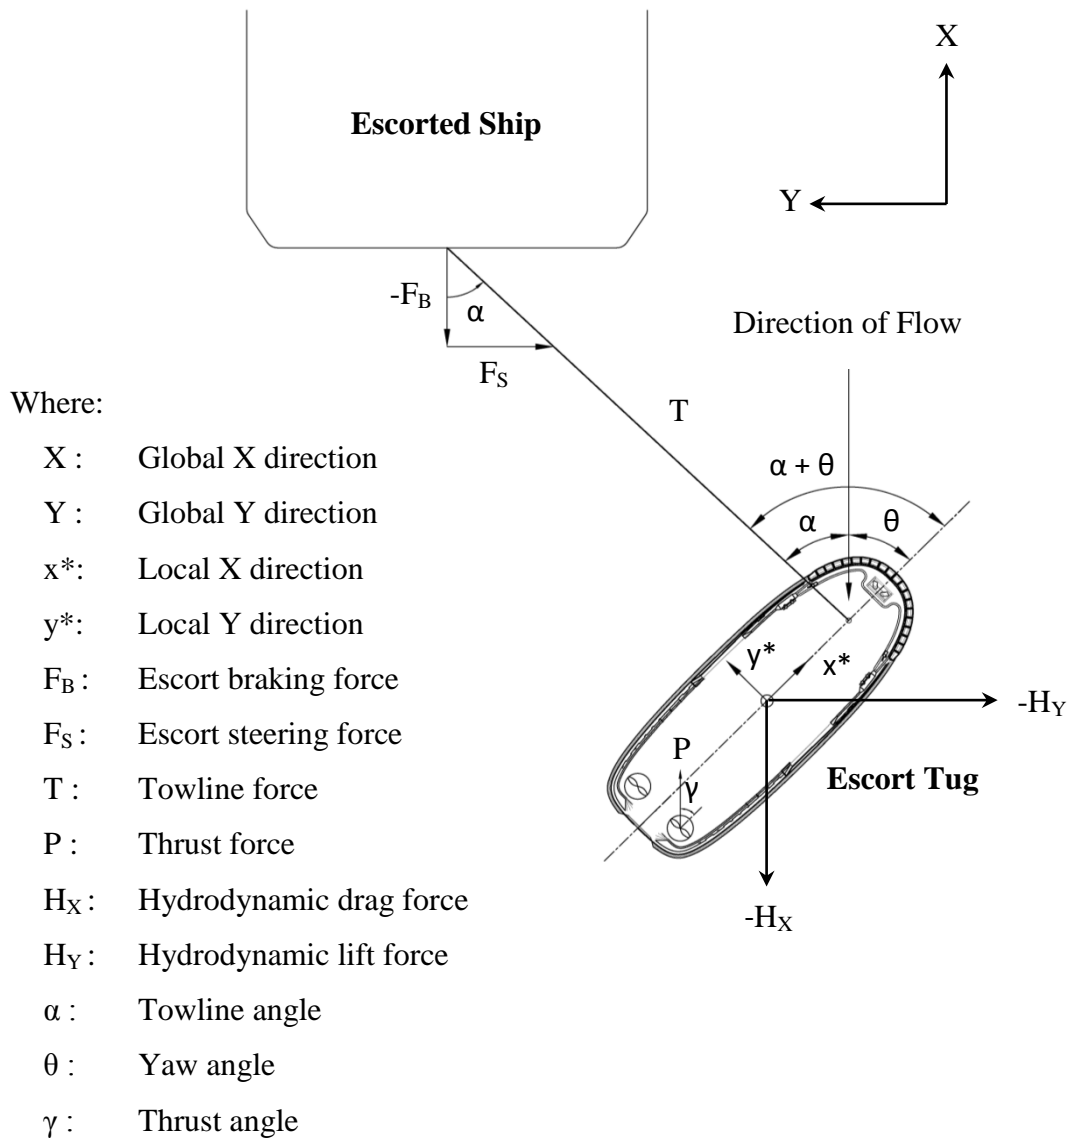 X
Escorted Ship
Y
-F_B
α
Direction of Flow
F_S
Where:
T
X : Global X direction
α + θ
Y : Global Y direction
α
θ
x*: Local X direction
y*: Local Y direction
y*
x*
F_B : Escort braking force
-H_Y
F_S : Escort steering force
P
Escort Tug
T : Towline force
γ
P : Thrust force
H_X : Hydrodynamic drag force
-H_X
H_Y : Hydrodynamic lift force
α : Towline angle
θ : Yaw angle
γ : Thrust angle